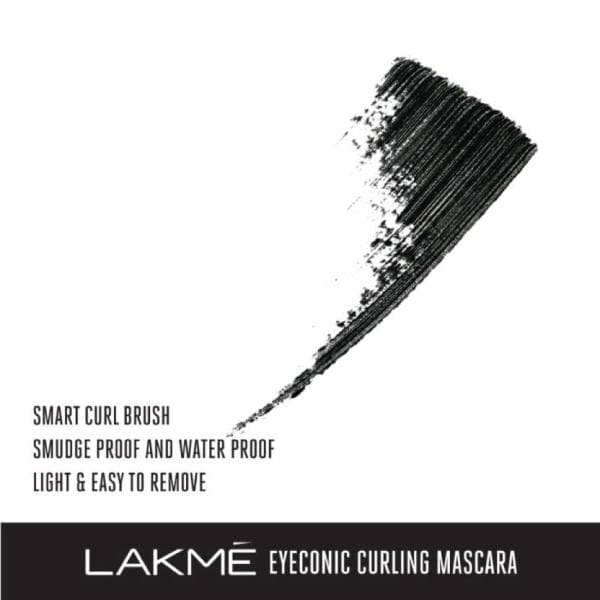 SMART CURL BRUSH
SMUDGE PROOF AND WATER PROOF
LIGHT & EASY TO REMOVE
LAKMĒ EYECONIC CURLING MASCARA